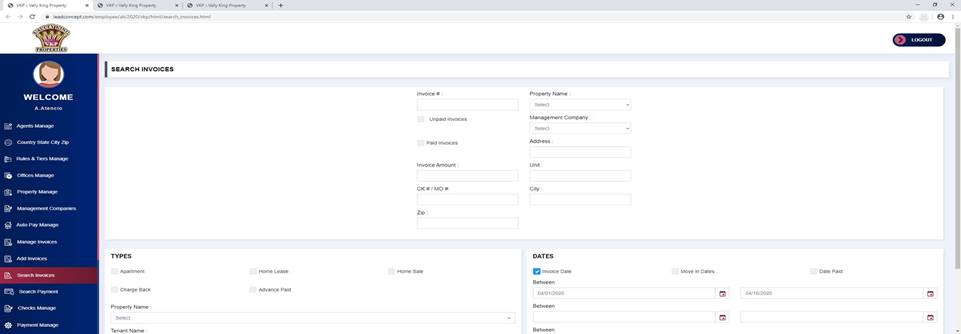 VKP : Vally King Property
VKP : Vally King Property
VKP : Vally King Property
leadconcept.com/employee/ali/2020/vkp/html/search_invoices.html
PROPERTIES
LOGOUT
WELCOME
A.Atencio
Agents Manage
Country State City Zip
Rules & Tiers Manage
Offices Manage
Property Manage
Management Companies
Auto Pay Manage
Manage Invoices
Add Invoices
Search Invoices
Search Payment
Checks Manage
Payment Manage
SEARCH INVOICES
Invoice # :
Unpaid Invoices
Paid Invoices
Invoice Amount :
CK # / MO #:
Zip :
Property Name :
Select
Management Company :
Select
Address :
Unit :
City :
TYPES
Apartment
Home Lease
Home Sale
Charge Back
Advance Paid
Property Name :
Select
Tenant Name :
DATES
Invoice Date
Move in Dates
Date Paid
Between
04/01/2020
04/16/2020
Between
Between